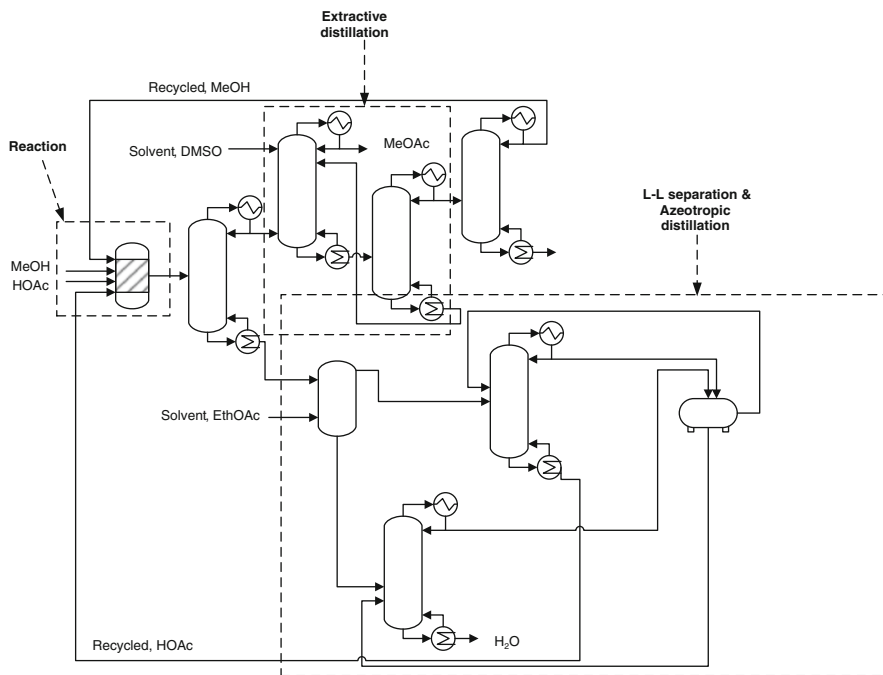 Extractive
distillation
Recycled, MeOH
Solvent, DMSO
MeOAc
Reaction
L-L separation &
Azeotropic
distillation
MeOH
HOAc
Solvent, EthOAc
Recycled, HOAc
H₂O